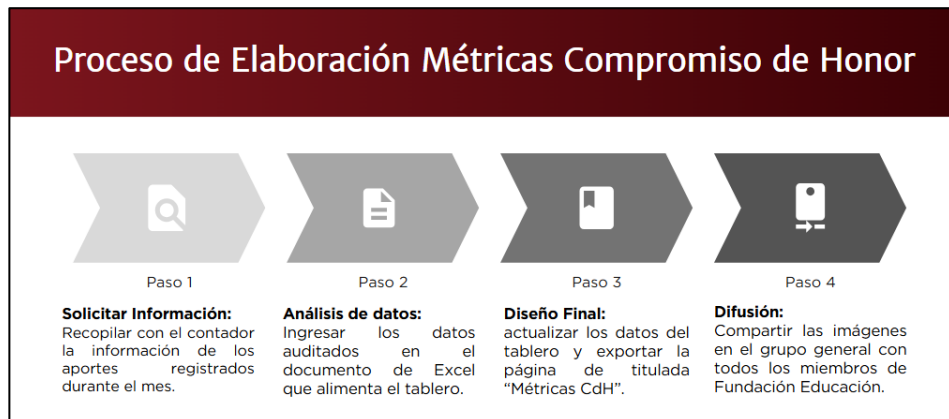 Proceso de Elaboración Métricas Compromiso de Honor
Paso 1
Solicitar Información:
Recopilar con el contador
la información de los
aportes registrados
durante el mes.
Paso 2
Análisis de datos:
Ingresar los datos
auditados en el
documento de Excel
que alimenta el tablero.
Paso 3
Diseño Final:
actualizar los datos del
tablero y exportar la
página de titulada
“Métricas CdH”.
Paso 4
Difusión:
Compartir las imágenes
en el grupo general con
todos los miembros de
Fundación Educación.